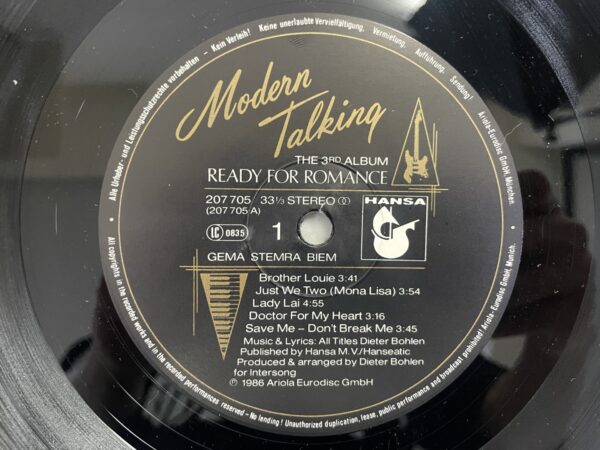 Alle Urheber- und Leistungsschutzrechte vorbehalten - Kein Verleih! Keine unerlaubte Vervielfältigung, Vermietung, Aufführung, Sendung!
Ariola-Eurodisc GmbH, München.
Modern
Talking
THE 3RD ALBUM
READY FOR ROMANCE
207 705 33⅓ STEREO
(207 705 A)
HANSA
LC 0835
1
GEMA STEMRA BIEM
Brother Louie 3:41
Just We Two (Mona Lisa) 3:54
Lady Lai 4:55
Doctor For My Heart 3:16
Save Me – Don't Break Me 3:45
Music & Lyrics: All Titles Dieter Bohlen
Published by Hansa M.V./Hanseatic
Produced and arranged by Dieter Bohlen
for Intersong
℗ 1986 Ariola Eurodisc GmbH
All copyrights in the recorded works and in the recorded performances reserved - No lending! Unauthorized duplication, lease, public performance and broadcast prohibited! Ariola-Eurodisc GmbH, Munich.